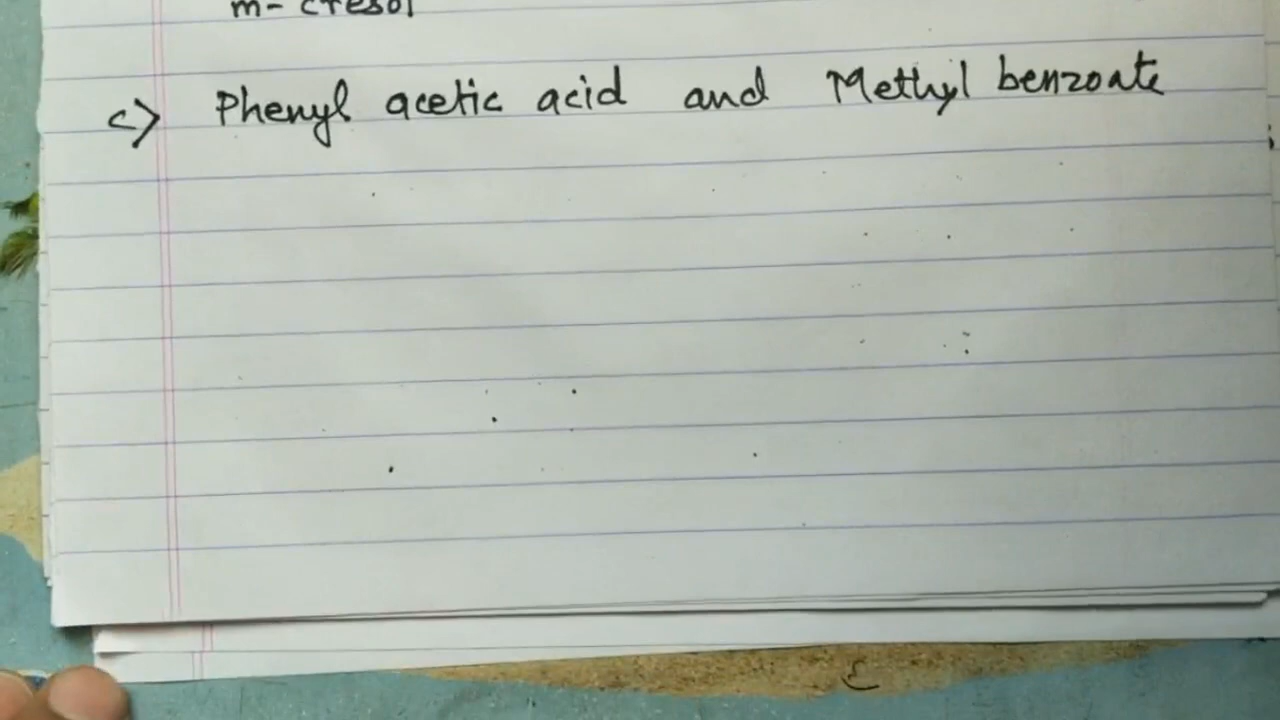 m- cresol
c> Phenyl acetic acid and Methyl benzoate